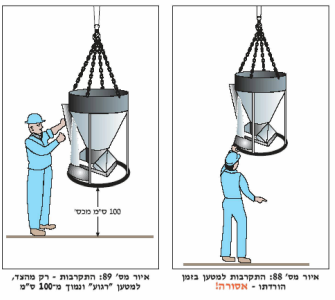 איור מס' 88: התקרבות למטען בזמן
הורדתו - אסורה!
100 ס"מ מכס'
איור מס' 89: התקרבות - רק מהצד,
למטען "רגוע" ונמוך מ-100 ס"מ